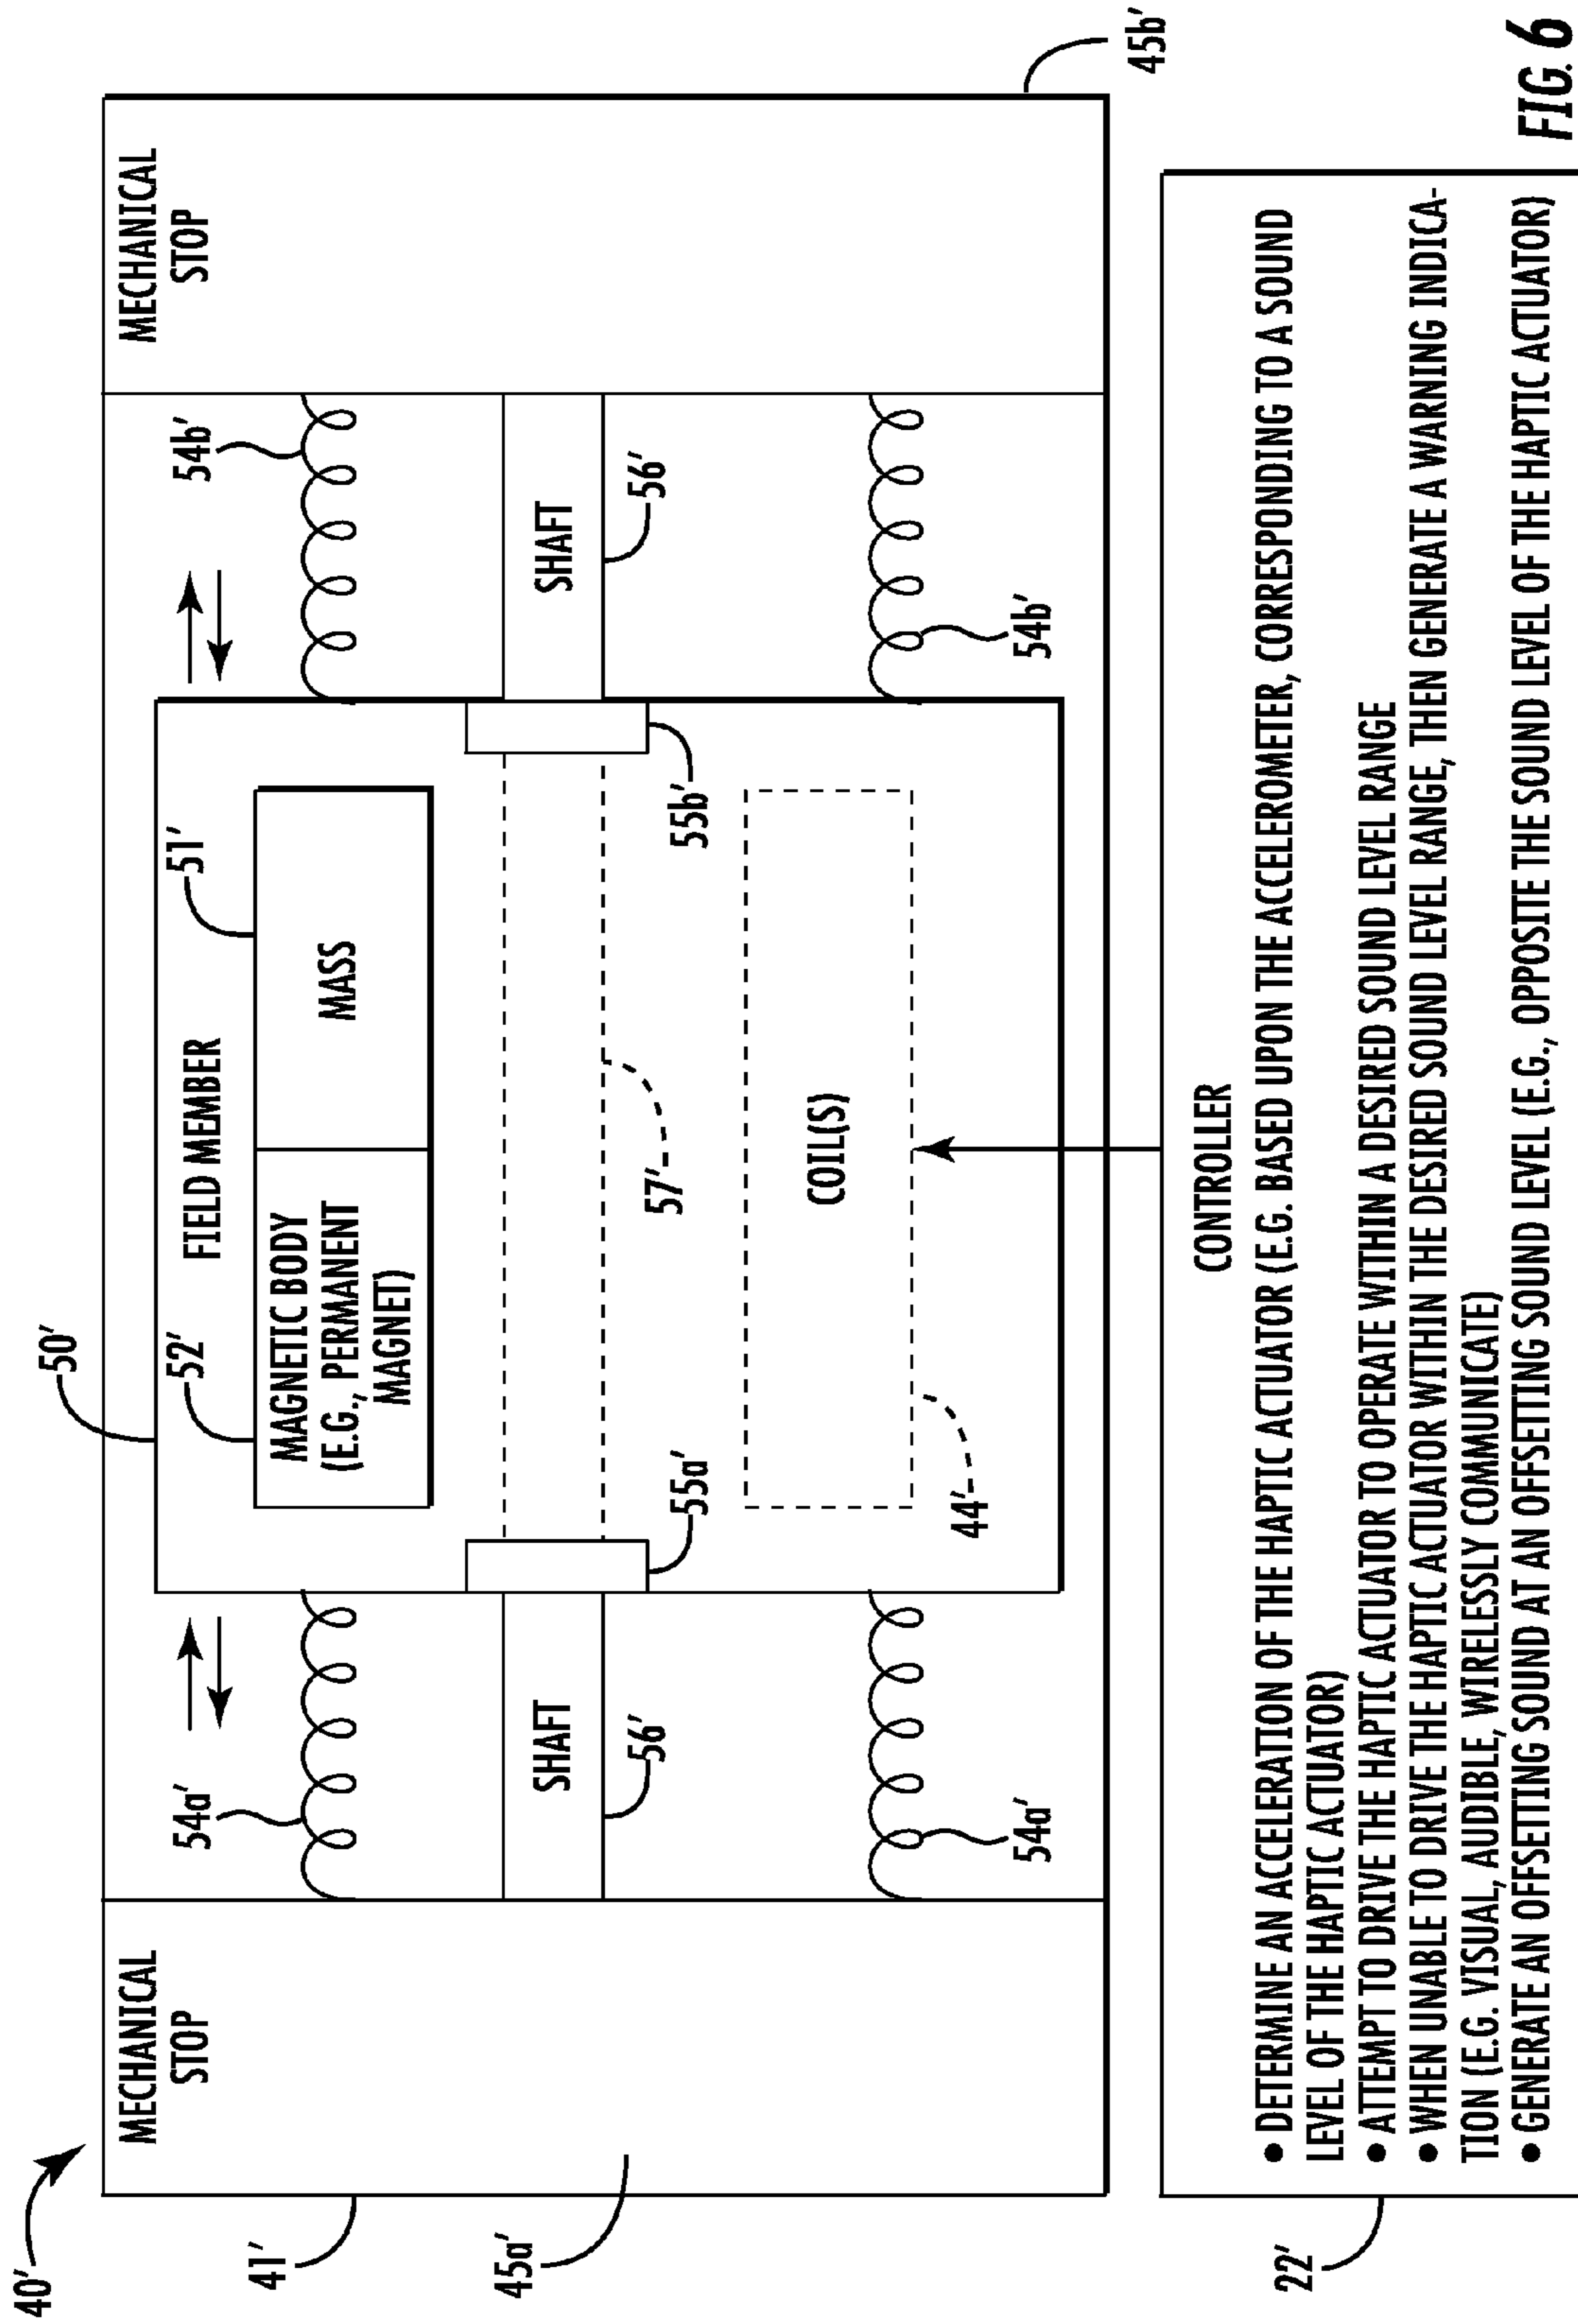 40'
41'
45a'
MECHANICAL
STOP
54a'
SHAFT
56'
54a'
50'
52'
FIELD MEMBER
51'
MAGNETIC BODY
(E.G., PERMANENT
MAGNET)
MASS
55a'
57'
55b'
44'
COIL(S)
54b'
SHAFT
56'
54b'
MECHANICAL
STOP
45b'
22'
CONTROLLER
• DETERMINE AN ACCELERATION OF THE HAPTIC ACTUATOR (E.G. BASED UPON THE ACCELEROMETER, CORRESPONDING TO A SOUND
LEVEL OF THE HAPTIC ACTUATOR)
• ATTEMPT TO DRIVE THE HAPTIC ACTUATOR TO OPERATE WITHIN A DESIRED SOUND LEVEL RANGE
• WHEN UNABLE TO DRIVE THE HAPTIC ACTUATOR WITHIN THE DESIRED SOUND LEVEL RANGE, THEN GENERATE A WARNING INDICA-
TION (E.G. VISUAL, AUDIBLE, WIRELESSLY COMMUNICATE)
• GENERATE AN OFFSETTING SOUND AT AN OFFSETTING SOUND LEVEL (E.G., OPPOSITE THE SOUND LEVEL OF THE HAPTIC ACTUATOR)
FIG. 6